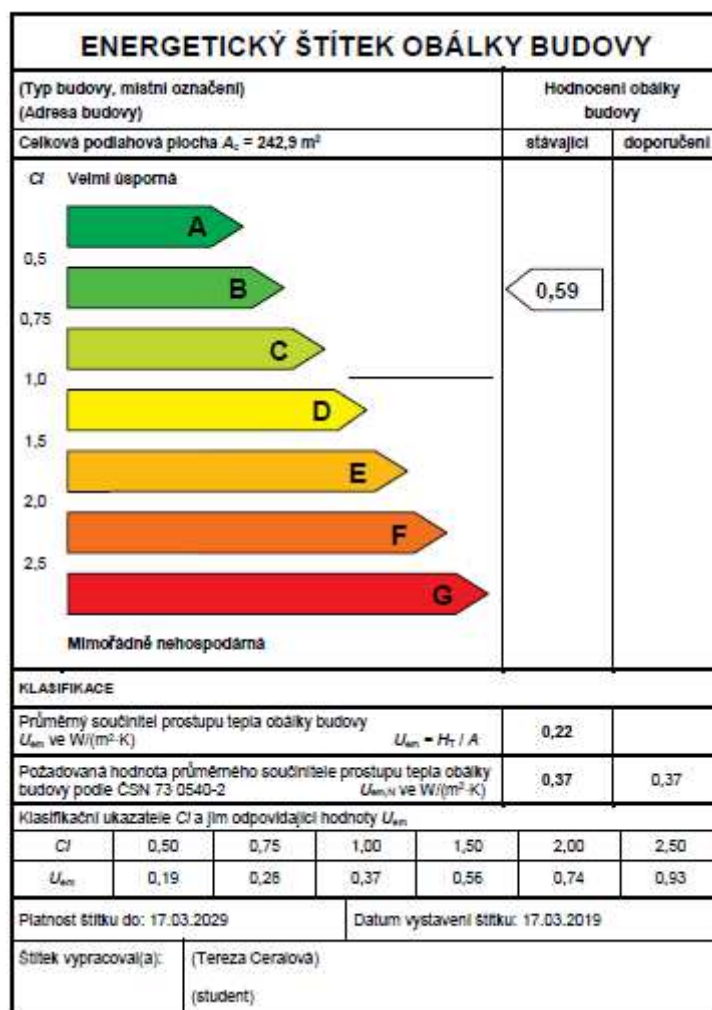 ENERGETICKÝ ŠTÍTEK OBÁLKY BUDOVY
(Typ budovy, místní označení)
(Adresa budovy)
Hodnocení obálky
budovy
Celková podlahová plocha Ac = 242,9 m²
stávající
doporučení
CI Velmi úsporná
A
0,5
B
0,59
0,75
C
1,0
D
1,5
E
2,0
F
2,5
G
Mimořádně nehospodárná
KLASIFIKACE
Průměrný součinitel prostupu tepla obálky budovy
Uem ve W/(m²·K) Uem = HT / A
0,22
Požadovaná hodnota průměrného součinitele prostupu tepla obálky
budovy podle ČSN 73 0540-2 Uem,N ve W/(m²·K)
0,37 0,37
Klasifikační ukazatele CI a jim odpovídající hodnoty Uem
CI 0,50 0,75 1,00 1,50 2,00 2,50
Uem 0,19 0,28 0,37 0,56 0,74 0,93
Platnost štítku do: 17.03.2029 Datum vystavení štítku: 17.03.2019
Štítek vypracoval(a): (Tereza Ceralová)
(student)